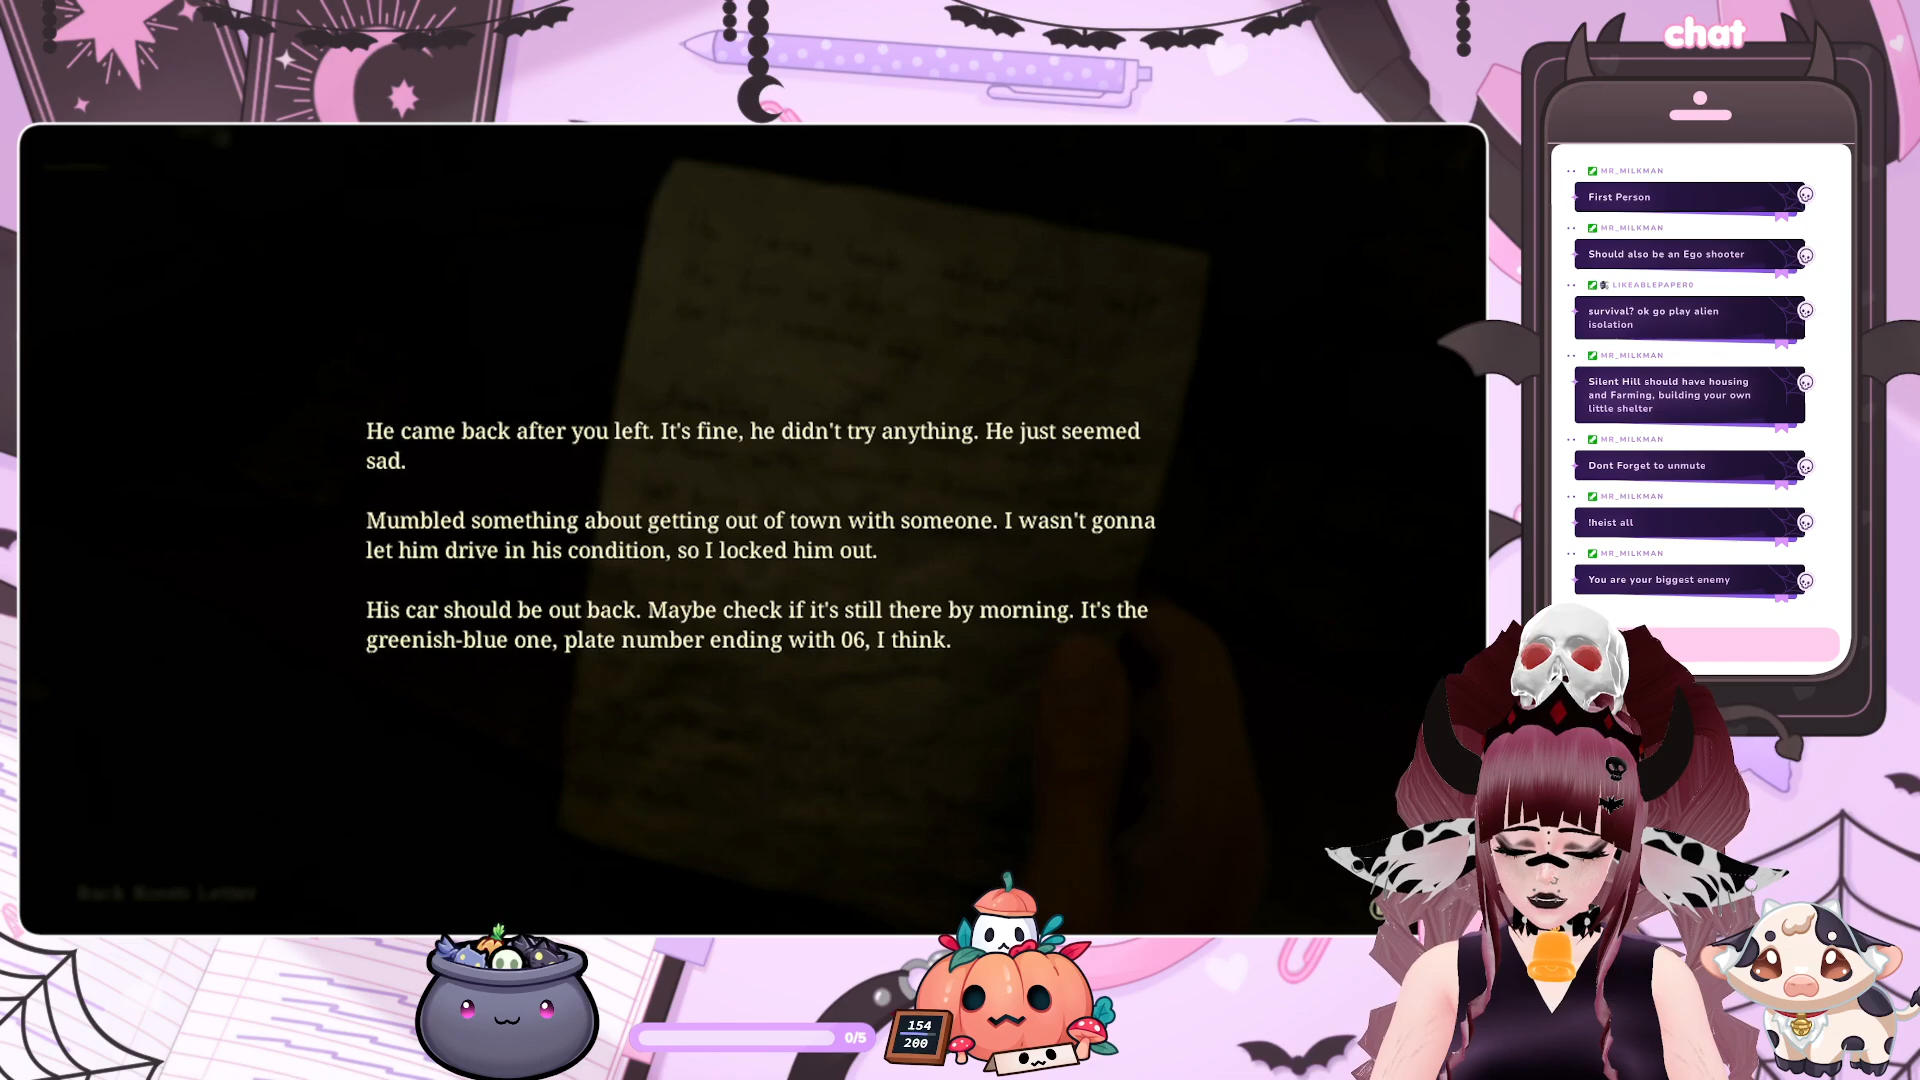 chat
MR_MILKMAN
First Person
MR_MILKMAN
Should also be an Ego shooter
LIKEABLEPAPER0
survival? ok go play alien
isolation
MR_MILKMAN
Silent Hill should have housing
and Farming, building your own
little shelter
MR_MILKMAN
Dont Forget to unmute
MR_MILKMAN
!heist all
MR_MILKMAN
You are your biggest enemy
He came back after you left. It's fine, he didn't try anything. He just seemed
sad.
Mumbled something about getting out of town with someone. I wasn't gonna
let him drive in his condition, so I locked him out.
His car should be out back. Maybe check if it's still there by morning. It's the
greenish-blue one, plate number ending with 06, I think.
Back Room Letter
0/5
154
200